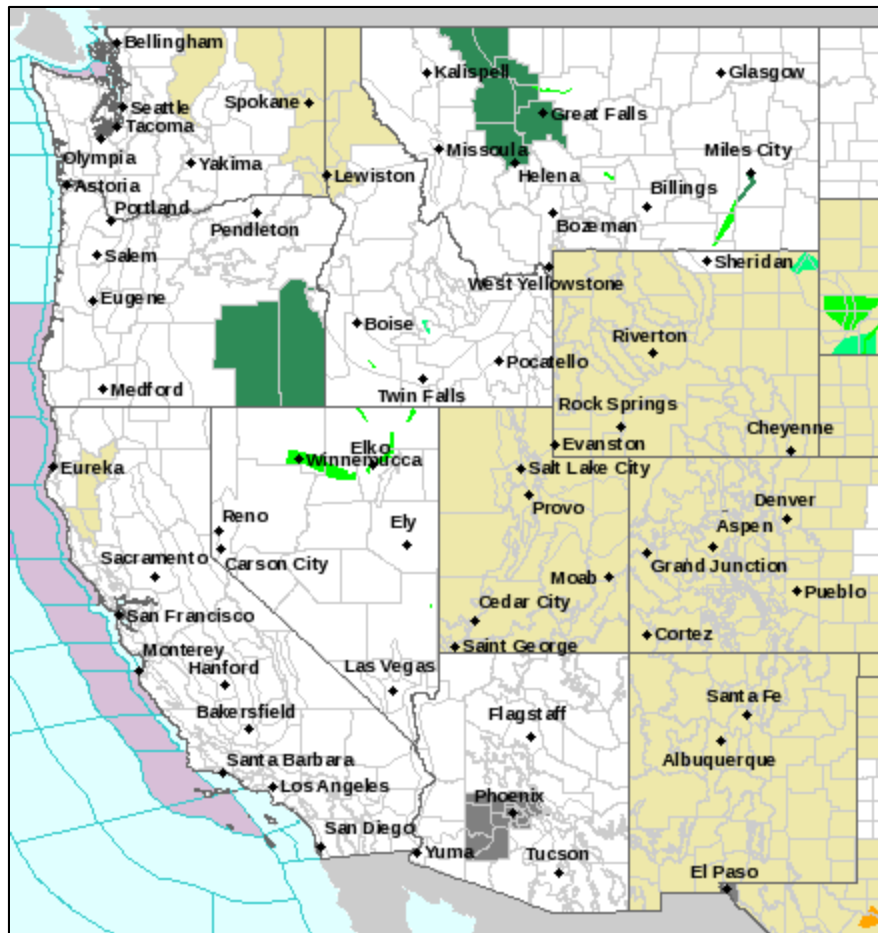 Bellingham
Kalispell
Glasgow
Seattle
Spokane
Great Falls
Tacoma
Olympia
Yakima
Missoula
Miles City
Astoria
Lewiston
Helena
Billings
Portland
Pendleton
Bozeman
Salem
Sheridan
West Yellowstone
Eugene
Boise
Riverton
Pocatello
Medford
Twin Falls
Rock Springs
Cheyenne
Elko
Evanston
Eureka
Winnemucca
Salt Lake City
Provo
Denver
Reno
Ely
Aspen
Sacramento
Carson City
Grand Junction
Moab
Pueblo
Cedar City
San Francisco
Cortez
Saint George
Monterey
Hanford
Las Vegas
Santa Fe
Bakersfield
Flagstaff
Albuquerque
Santa Barbara
Los Angeles
Phoenix
San Diego
Yuma
Tucson
El Paso